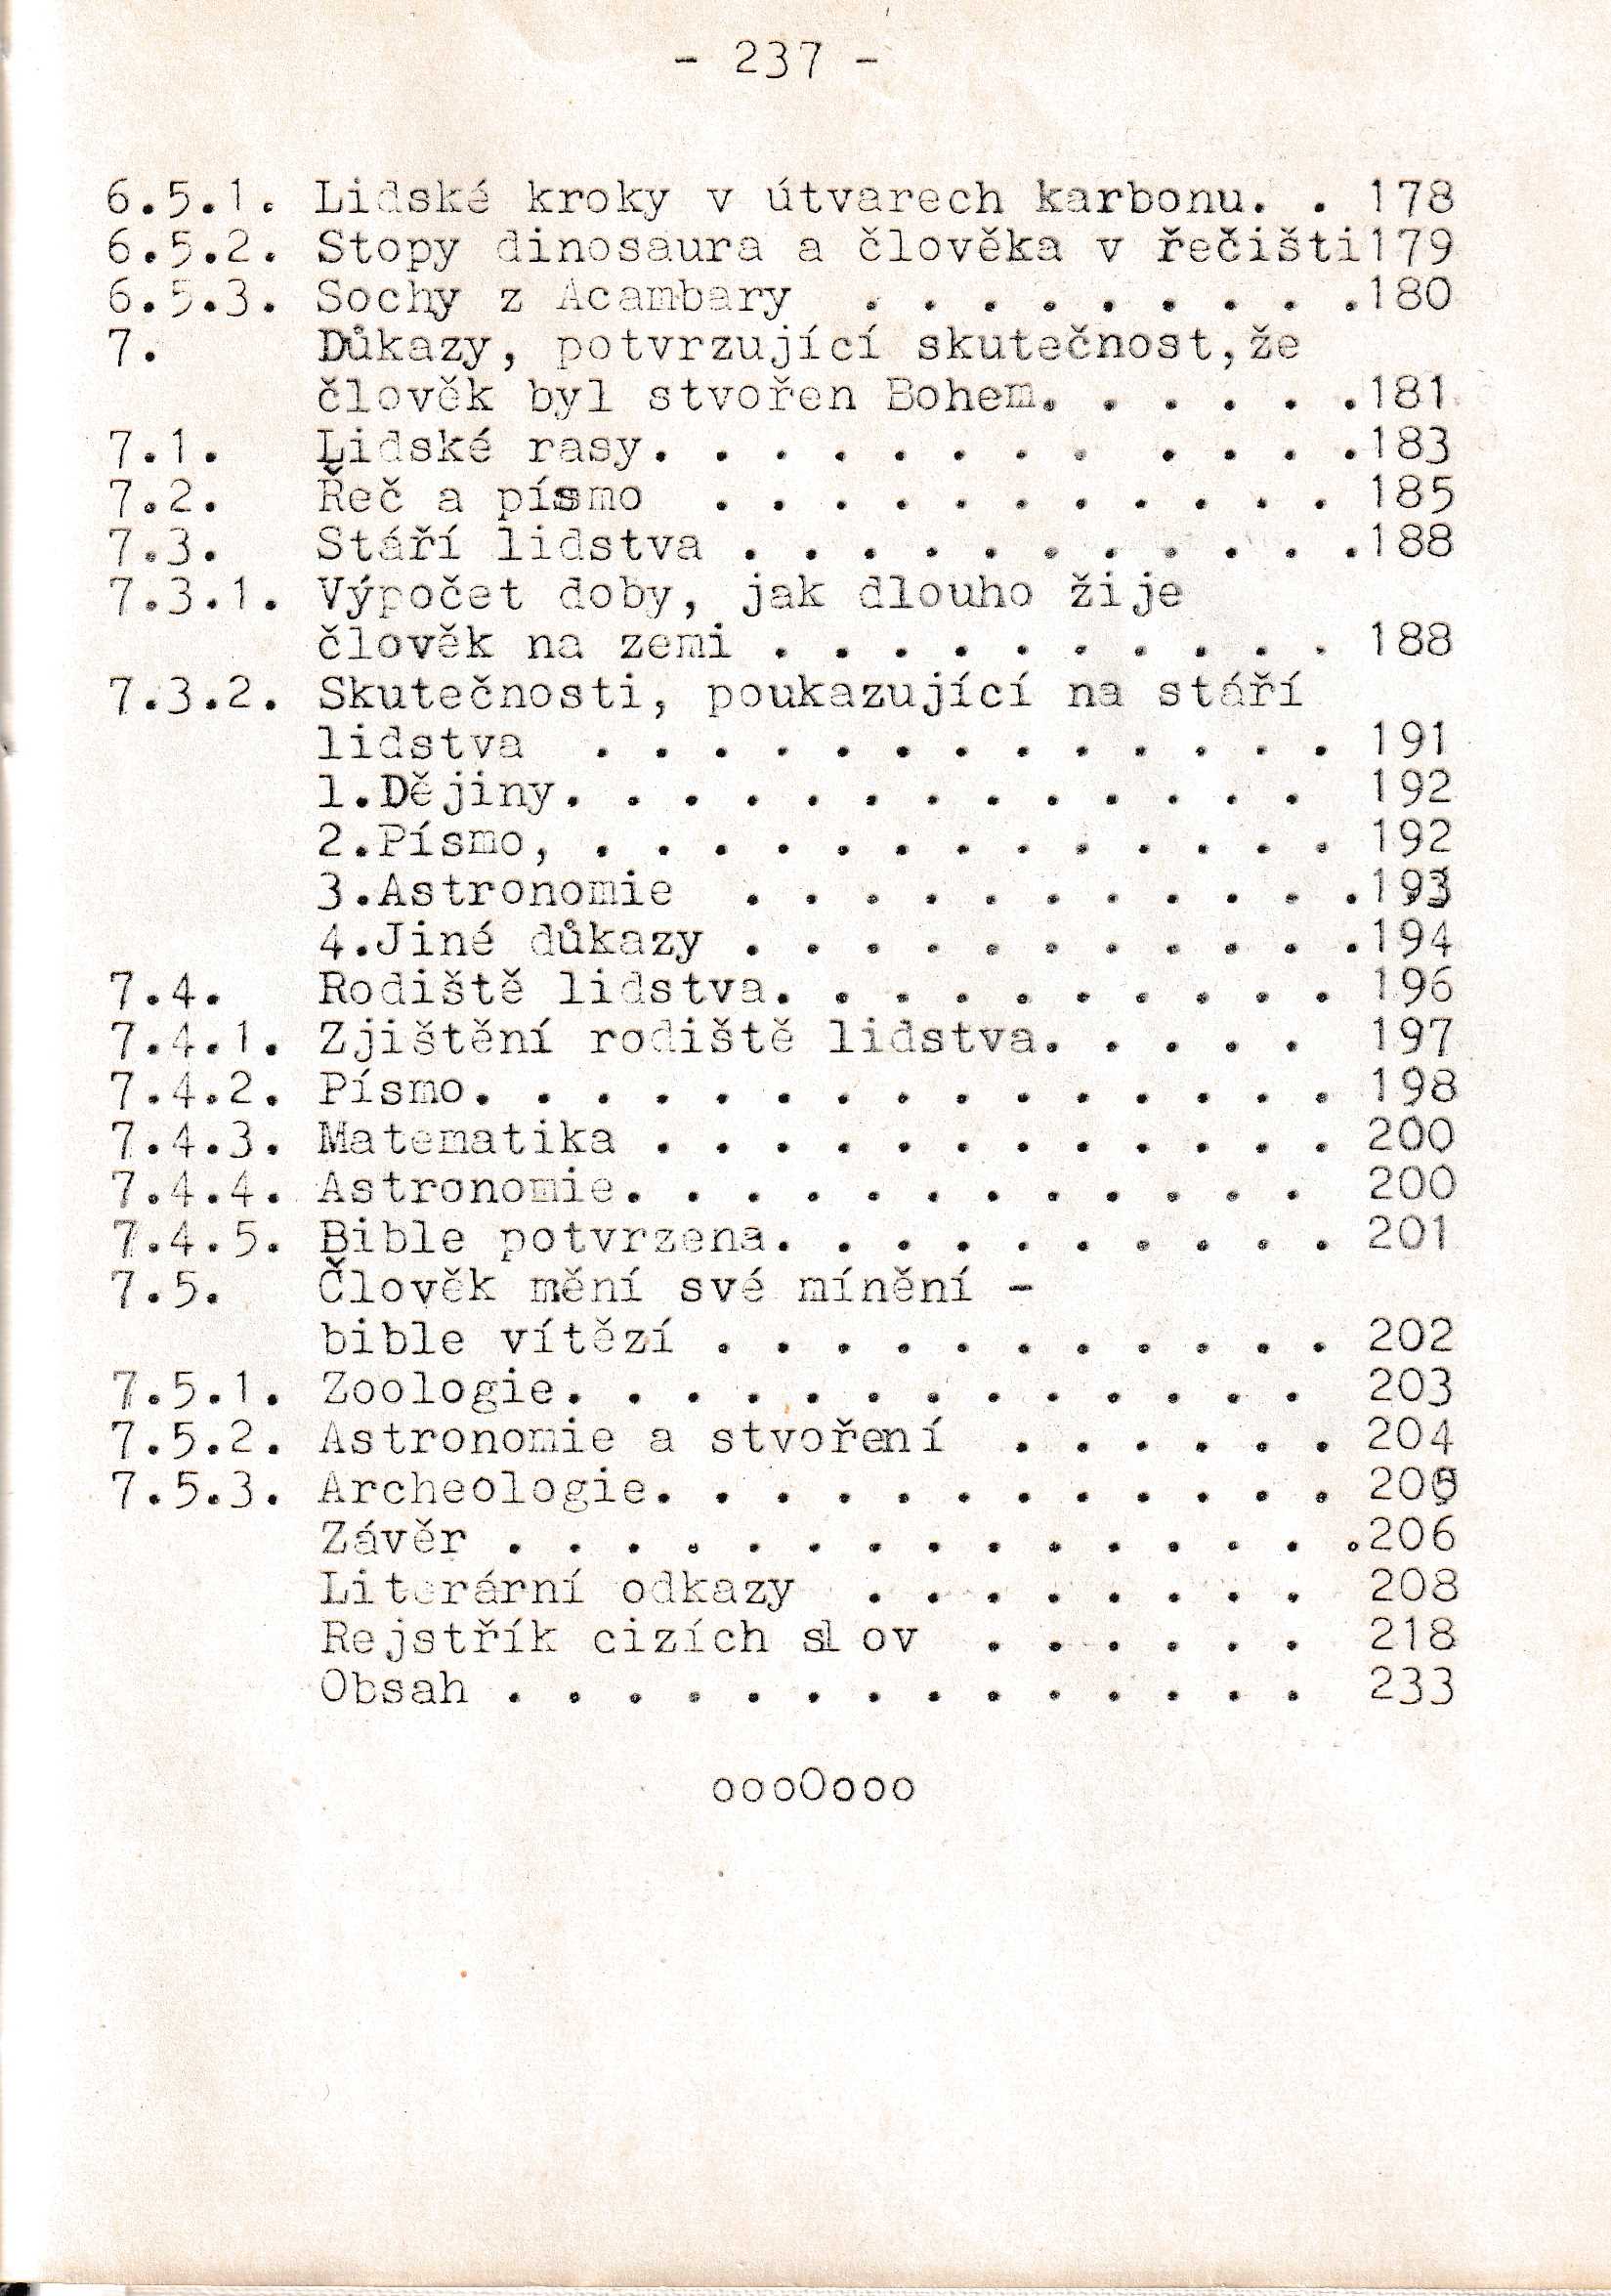 - 237 -
6.5.1. Lidské kroky v útvarech karbonu. . 178
6.5.2. Stopy dinosaura a člověka v řečišti179
6.5.3. Sochy z Acambary . . . . . . . . .180
7. Důkazy, potvrzující skutečnost,že
člověk byl stvořen Bohem. . . . . .181
7.1. Lidské rasy. . . . . . . . . . . .183
7.2. Řeč a písmo . . . . . . . . . . . 185
7.3. Stáří lidstva . . . . . . . . . . .188
7.3.1. Výpočet doby, jak dlouho žije
člověk na zemi . . . . . . . . . . 188
7.3.2. Skutečnosti, poukazující na stáří
lidstva . . . . . . . . . . . . . 191
1.Dějiny. . . . . . . . . . . . . 192
2.Písmo, . . . . . . . . . . . . . 192
3.Astronomie . . . . . . . . . . .193
4.Jiné důkazy . . . . . . . . . . .194
7.4. Rodiště lidstva. . . . . . . . . . 196
7.4.1. Zjištění rodiště lidstva. . . . . 197
7.4.2. Písmo. . . . . . . . . . . . . . . 198
7.4.3. Matematika . . . . . . . . . . . . 200
7.4.4. Astronomie. . . . . . . . . . . . 200
7.4.5. Bible potvrzena. . . . . . . . . . 201
7.5. Člověk mění své mínění -
bible vítězí . . . . . . . . . . . 202
7.5.1. Zoologie. . . . . . . . . . . . . 203
7.5.2. Astronomie a stvoření . . . . . . 204
7.5.3. Archeologie. . . . . . . . . . . . 205
Závěr . . . . . . . . . . . . . . .206
Literární odkazy . . . . . . . . 208
Rejstřík cizích slov . . . . . . 218
Obsah . . . . . . . . . . . . . . 233
oooOooo